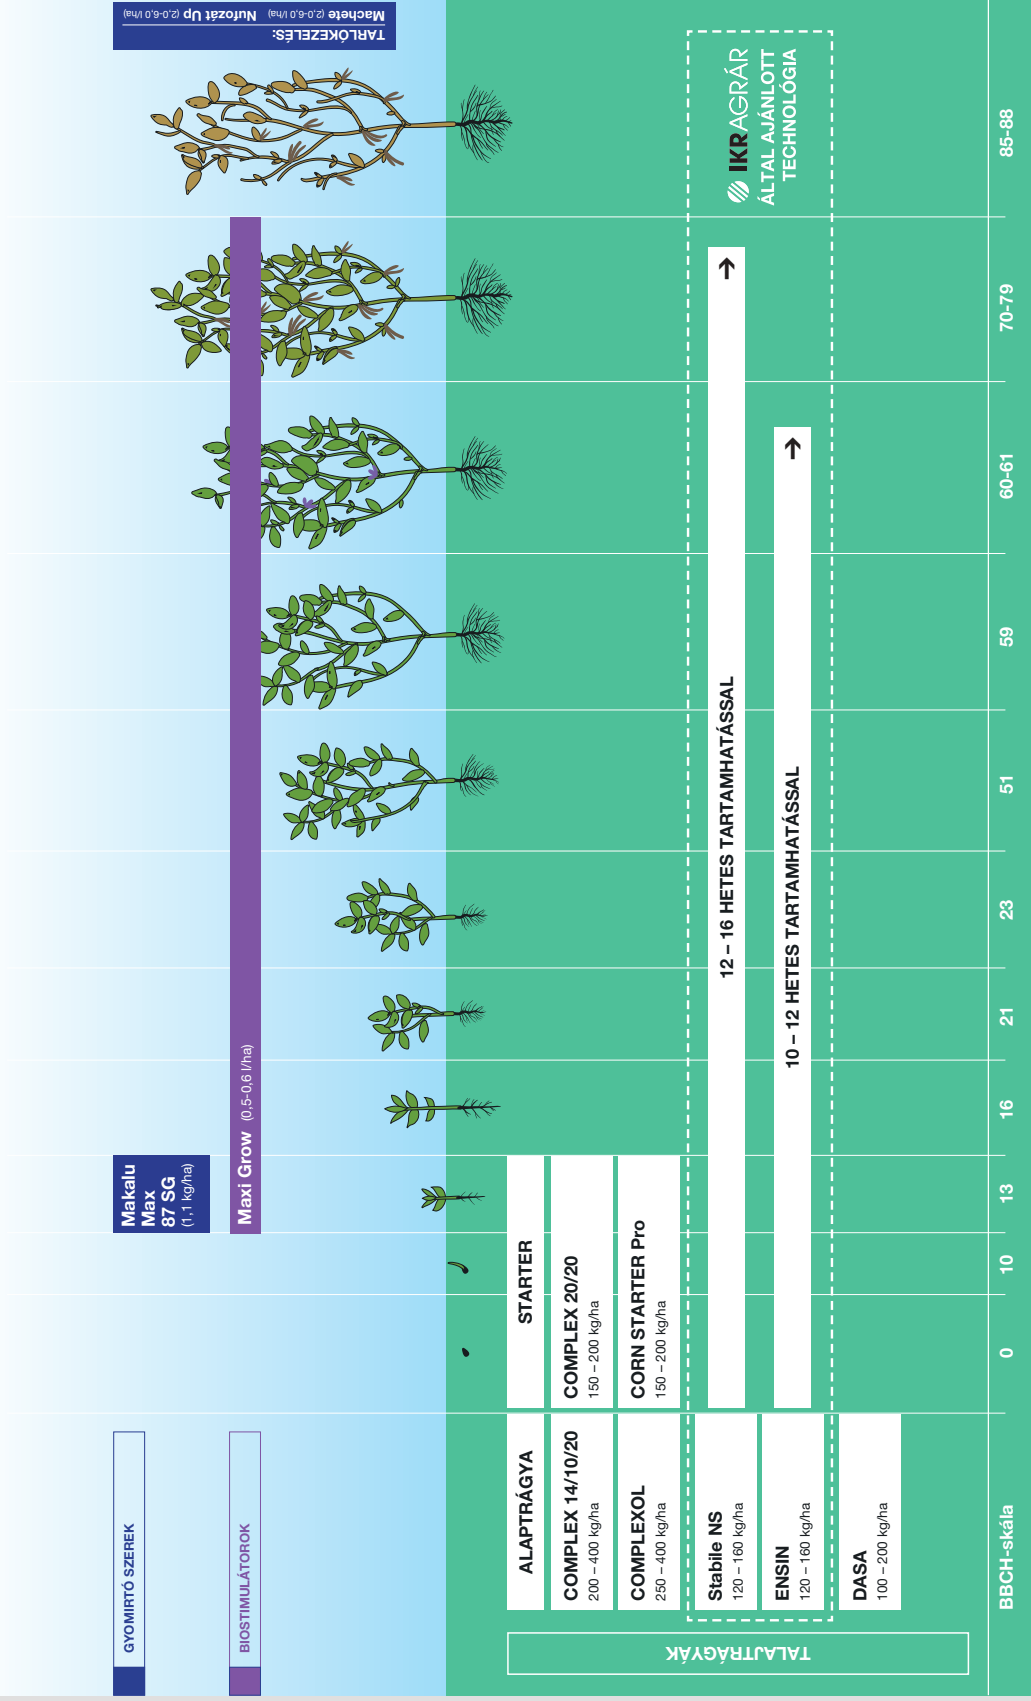 GYOMIRTÓ SZEREK
Makalu
Max
87 SG
(1,1 kg/ha)
TARLÓKEZELÉS:
Machete (2,0-6,0 l/ha) Nufozát Up (2,0-6,0 l/ha)
BIOSTIMULÁTOROK
Maxi Grow (0,5-0,6 l/ha)
TALAJTRÁGYÁK
ALAPTRÁGYA
STARTER
COMPLEX 14/10/20
200 – 400 kg/ha
COMPLEX 20/20
150 – 200 kg/ha
COMPLEXOL
250 – 400 kg/ha
CORN STARTER Pro
150 – 200 kg/ha
Stabile NS
120 – 160 kg/ha
12 – 16 HETES TARTAMHATÁSSAL
ENSIN
120 – 160 kg/ha
10 – 12 HETES TARTAMHATÁSSAL
IKR AGRÁR
ÁLTAL AJÁNLOTT
TECHNOLÓGIA
DASA
100 – 200 kg/ha
BBCH-skála 0 10 13 16 21 23 51 59 60-61 70-79 85-88